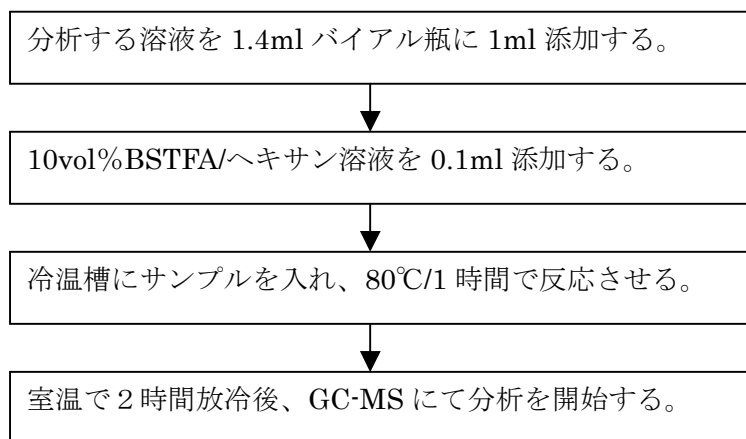 分析する溶液を 1.4ml バイアル瓶に 1ml 添加する。
10vol％BSTFA/ヘキサン溶液を 0.1ml 添加する。
冷温槽にサンプルを入れ、80℃/1 時間で反応させる。
室温で２時間放冷後、GC-MS にて分析を開始する。